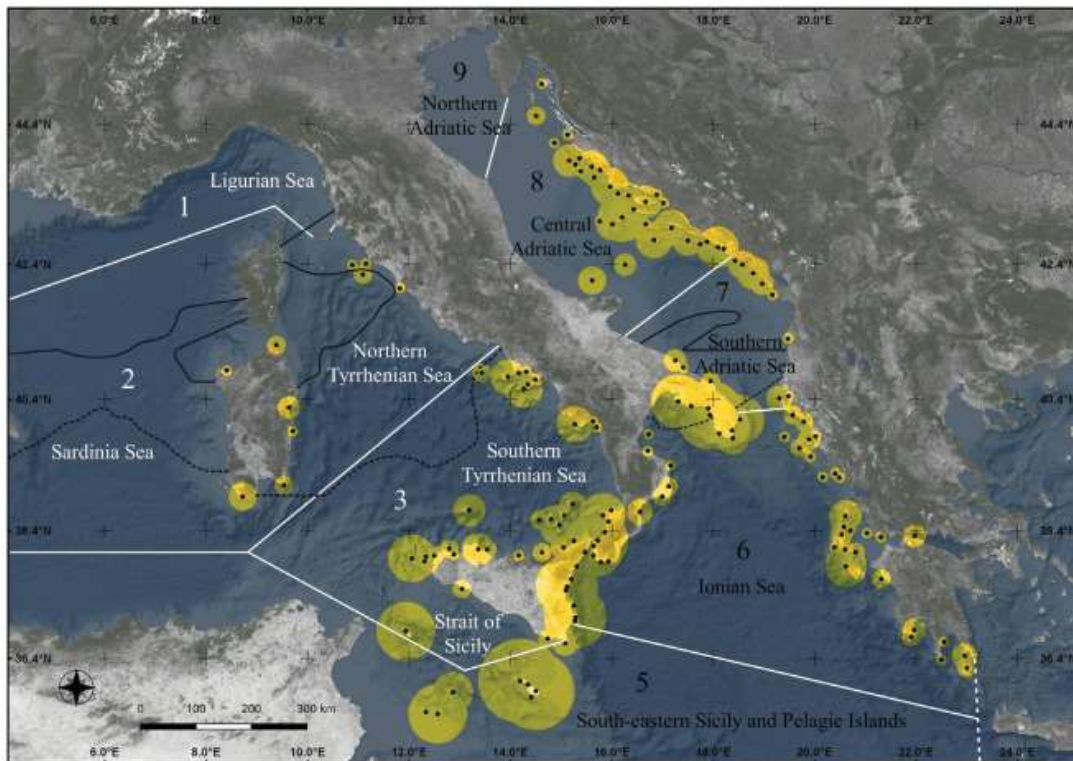 6.0°E 8.0°E 10.0°E 12.0°E 14.0°E 16.0°E 18.0°E 20.0°E 22.0°E 24.0°E
9
Northern
Adriatic Sea
44.4°N 44.4°N
Ligurian Sea
1
8
Central
Adriatic Sea
42.4°N 42.4°N
7
Southern
Adriatic Sea
2
Northern
Tyrrhenian Sea
40.4°N 40.4°N
Sardinia Sea
Southern
Tyrrhenian Sea
3
38.4°N 38.4°N
6
Ionian Sea
Strait of
Sicily
36.4°N 36.4°N
5
South-eastern Sicily and Pelagie Islands
0 100 200 300 km
6.0°E 8.0°E 10.0°E 12.0°E 14.0°E 16.0°E 18.0°E 20.0°E 22.0°E 24.0°E